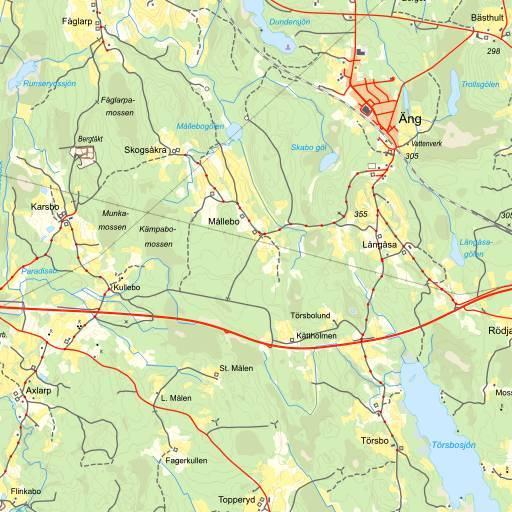 Fåglarp
Dundersjön
Bästhult
298
Runserydssjön
Fåglarpa-
mossen
Trollsgölen
Mållebogölen
Äng
Bergtäkt
Skogsåkra
Skabo göl
Vattenverk
305
Karsbo
Munka-
mossen
Mållebo
355
305
Kämpabo-
mossen
Långåsa
Långåsa-
gölen
Paradisab
Kullebo
Törsbolund
Rödja
Kättholmen
St. Målen
Axlarp
L. Målen
Moss
Törsbo
Törsbosjön
Fagerkullen
Flinkabo
Topperyd